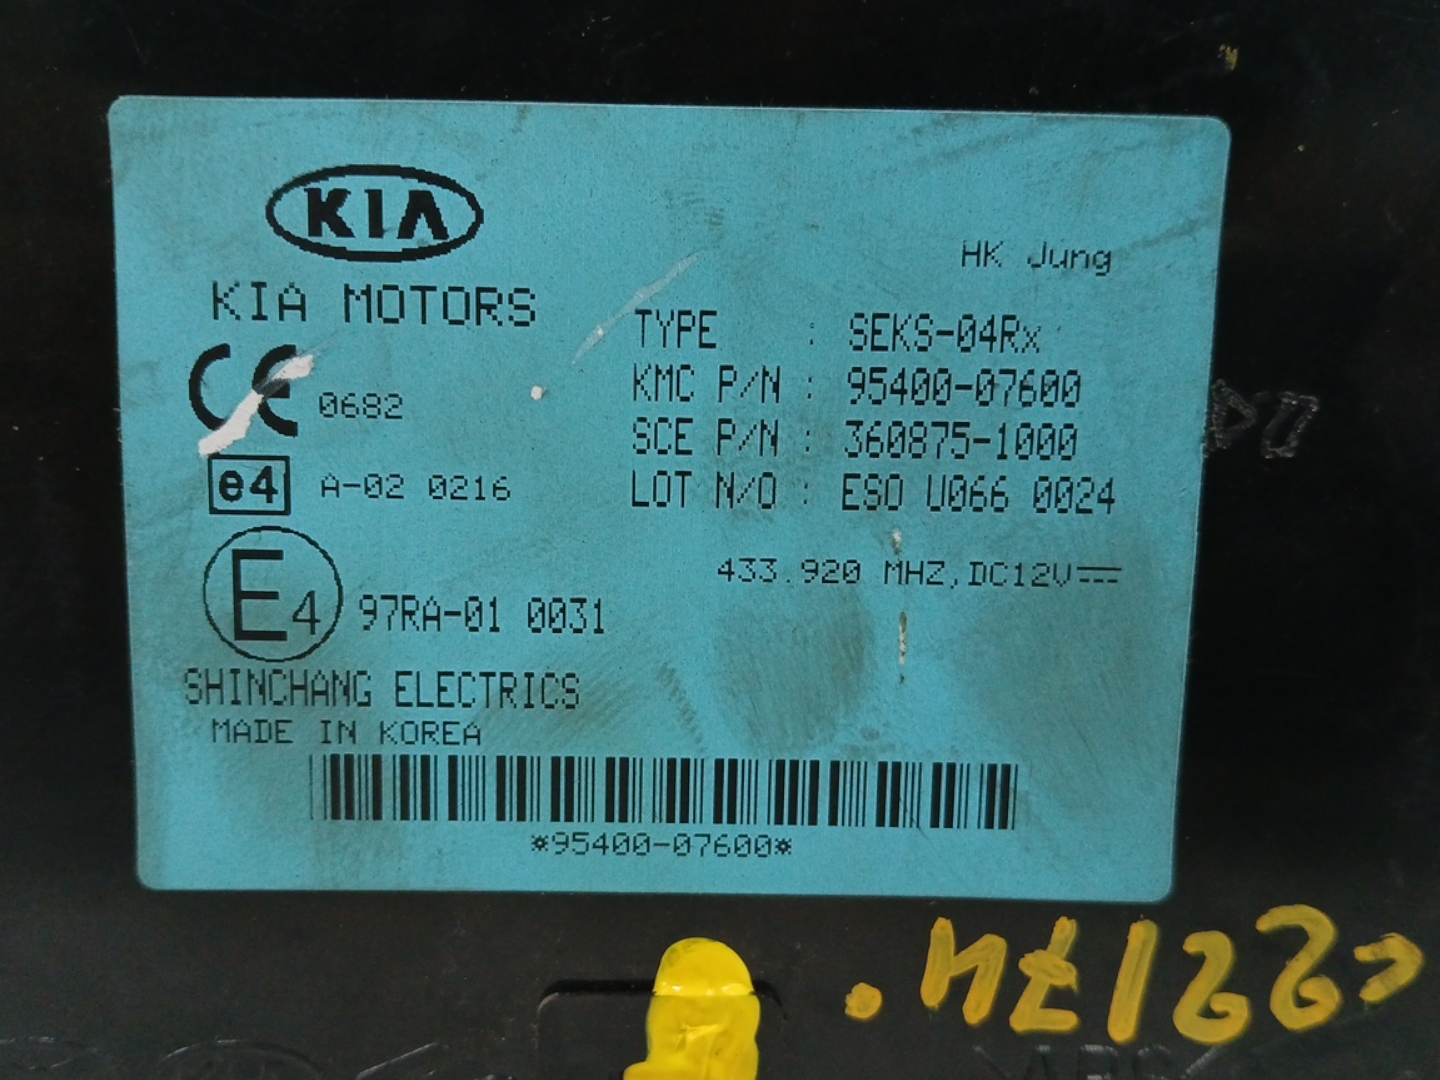 KIA
KIA MOTORS
HK Jung
TYPE : SEKS-04Rx
KMC P/N : 95400-07600
SCE P/N : 360875-1000
LOT N/O : ESO U066 0024
CE 0682
e4 A-02 0216
433.920 MHZ, DC12V
E4 97RA-01 0031
SHINCHANG ELECTRICS
MADE IN KOREA
*95400-07600*